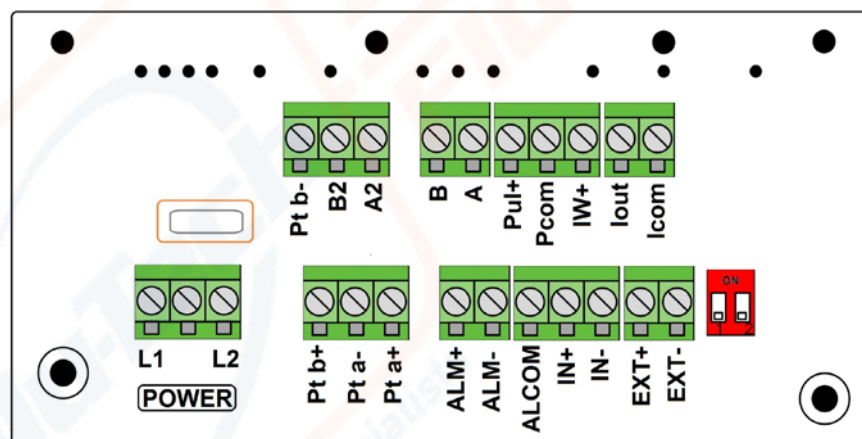 Pt b- B2 A2 B A Pul+ Pcom IW+ Iout Icom
ON
1 2
L1 L2 Pt b+ Pt a- Pt a+ ALM+ ALM- ALCOM IN+ IN- EXT+ EXT-
POWER